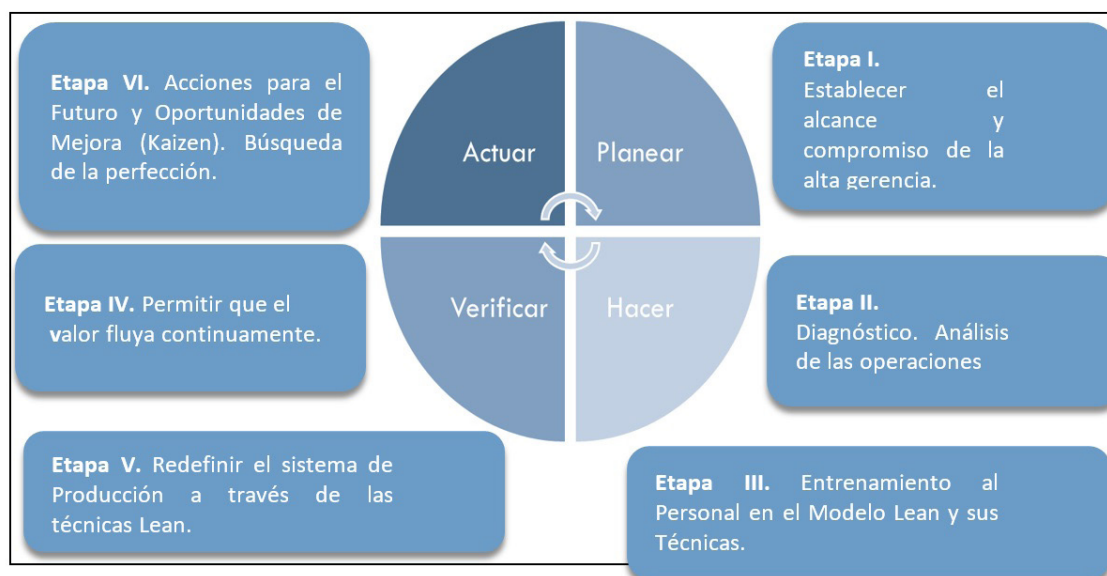 Etapa VI. Acciones para el
Futuro y Oportunidades de
Mejora (Kaizen). Búsqueda
de la perfección.
Actuar
Planear
Etapa I.
Establecer el
alcance y
compromiso de la
alta gerencia.
Etapa IV. Permitir que el
valor fluya continuamente.
Verificar
Hacer
Etapa II.
Diagnóstico. Análisis
de las operaciones
Etapa V. Redefinir el sistema de
Producción a través de las
técnicas Lean.
Etapa III. Entrenamiento al
Personal en el Modelo Lean y sus
Técnicas.